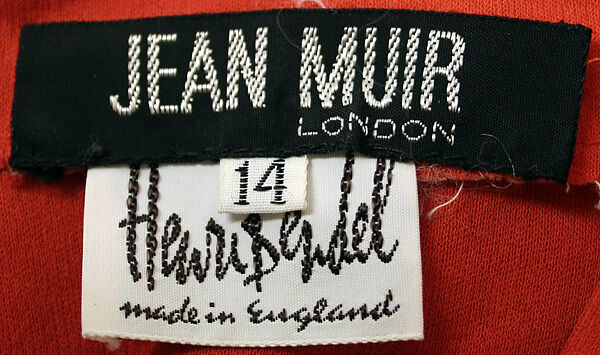 JEAN MUIR
LONDON
14
Henri Bendel
made in England